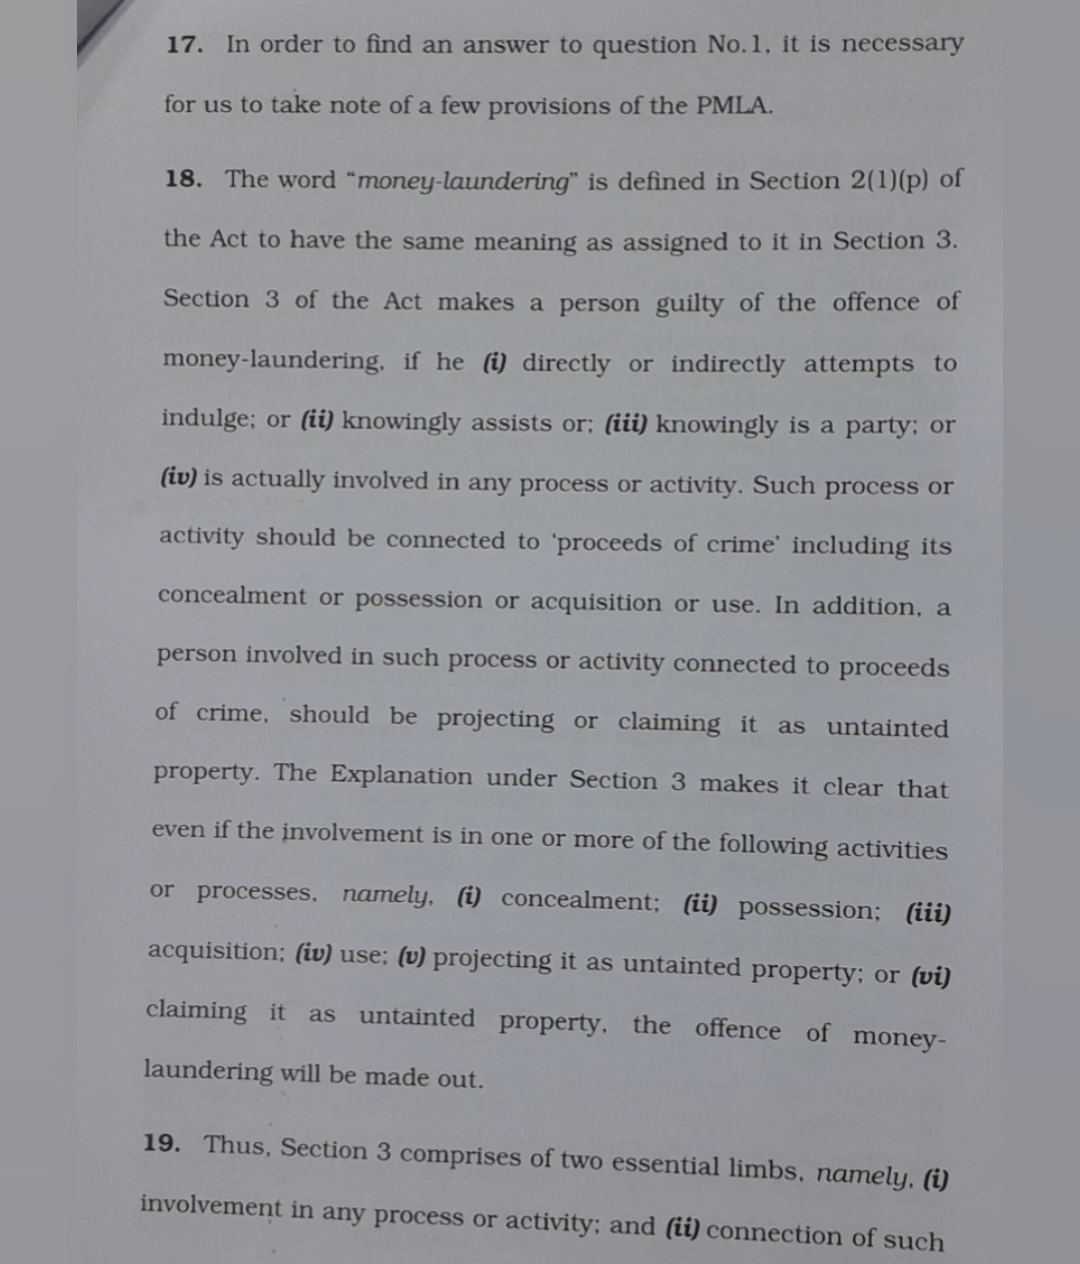 17. In order to find an answer to question No.1, it is necessary
for us to take note of a few provisions of the PMLA.
18. The word “money-laundering” is defined in Section 2(1)(p) of
the Act to have the same meaning as assigned to it in Section 3.
Section 3 of the Act makes a person guilty of the offence of
money-laundering, if he (i) directly or indirectly attempts to
indulge; or (ii) knowingly assists or; (iii) knowingly is a party; or
(iv) is actually involved in any process or activity. Such process or
activity should be connected to ‘proceeds of crime’ including its
concealment or possession or acquisition or use. In addition, a
person involved in such process or activity connected to proceeds
of crime, should be projecting or claiming it as untainted
property. The Explanation under Section 3 makes it clear that
even if the involvement is in one or more of the following activities
or processes, namely, (i) concealment; (ii) possession; (iii)
acquisition; (iv) use; (v) projecting it as untainted property; or (vi)
claiming it as untainted property, the offence of money-
laundering will be made out.
19. Thus, Section 3 comprises of two essential limbs, namely, (i)
involvement in any process or activity; and (ii) connection of such